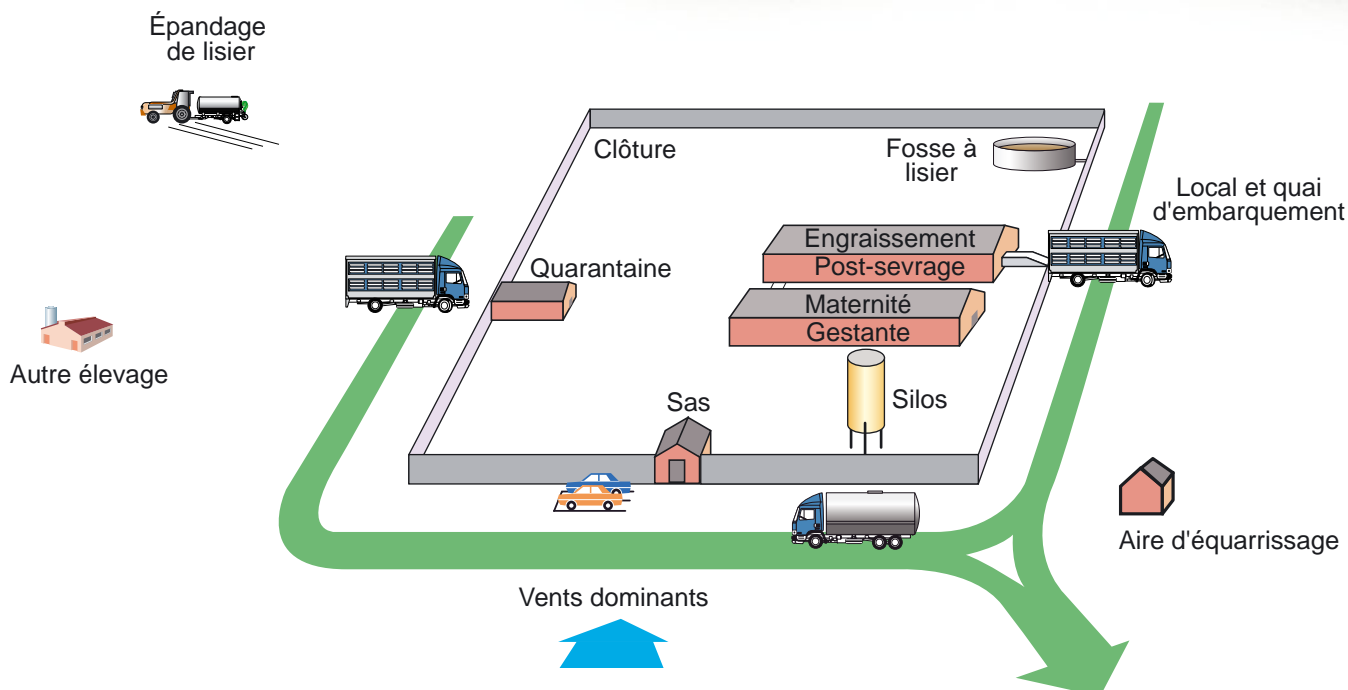 Épandage
de lisier
Clôture
Fosse à
lisier
Local et quai
d'embarquement
Engraissement
Post-sevrage
Quarantaine
Maternité
Gestante
Autre élevage
Sas
Silos
Aire d'équarrissage
Vents dominants